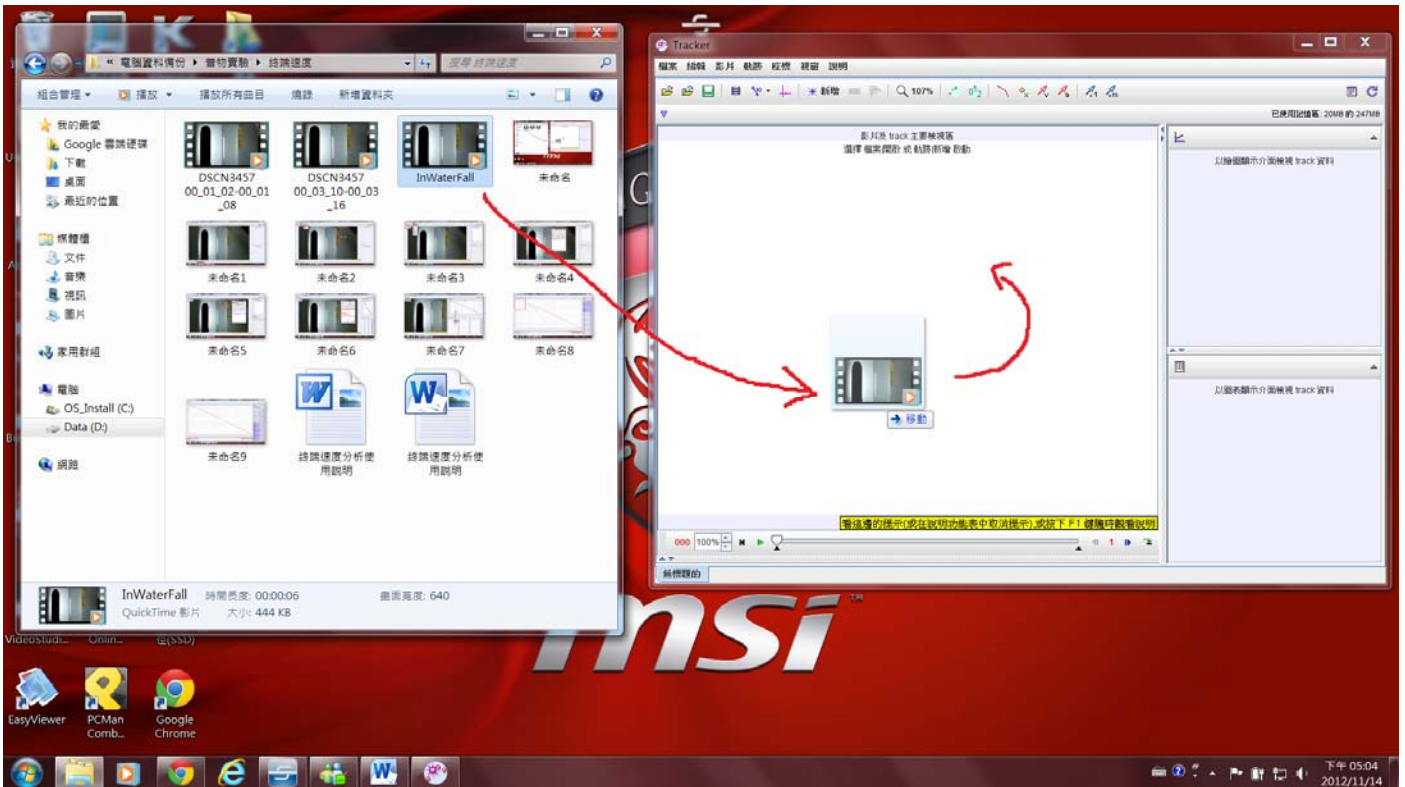 « 電腦資料備份 ▸ 普物實驗 ▸ 終端速度
搜尋 終端速度
組合管理
播放
播放所有曲目
燒錄
新增資料夾
我的最愛
Google 雲端硬碟
下載
桌面
最近的位置
媒體櫃
文件
音樂
視訊
圖片
家用群組
電腦
OS_Install (C:)
Data (D:)
網路
DSCN3457
00_01_02-00_01
_08
DSCN3457
00_03_10-00_03
_16
InWaterFall
未命名
未命名1
未命名2
未命名3
未命名4
未命名5
未命名6
未命名7
未命名8
未命名9
終端速度分析使
用說明
終端速度分析使
用說明
InWaterFall 時間長度: 00:00:06 畫面寬度: 640
QuickTime 影片 大小: 444 KB
Tracker
檔案 編輯 影片 軌跡 座標 視窗 說明
新增
107%
已使用記憶區: 20MB 的 247MB
影片及 track 主要檢視區
選擇 檔案|開啟 或 軌跡|新增 啟動
以繪圖顯示介面檢視 track 資料
移動
以圖表顯示介面檢視 track 資料
看這邊的提示(或在說明功能表中取消提示).或按下 F1 鍵隨時觀看說明
000 100%
1
無標題的
msi
TM
VideoStudi...
Onlin...
徑(SSD)
EasyViewer
PCMan
Comb...
Google
Chrome
下午 05:04
2012/11/14